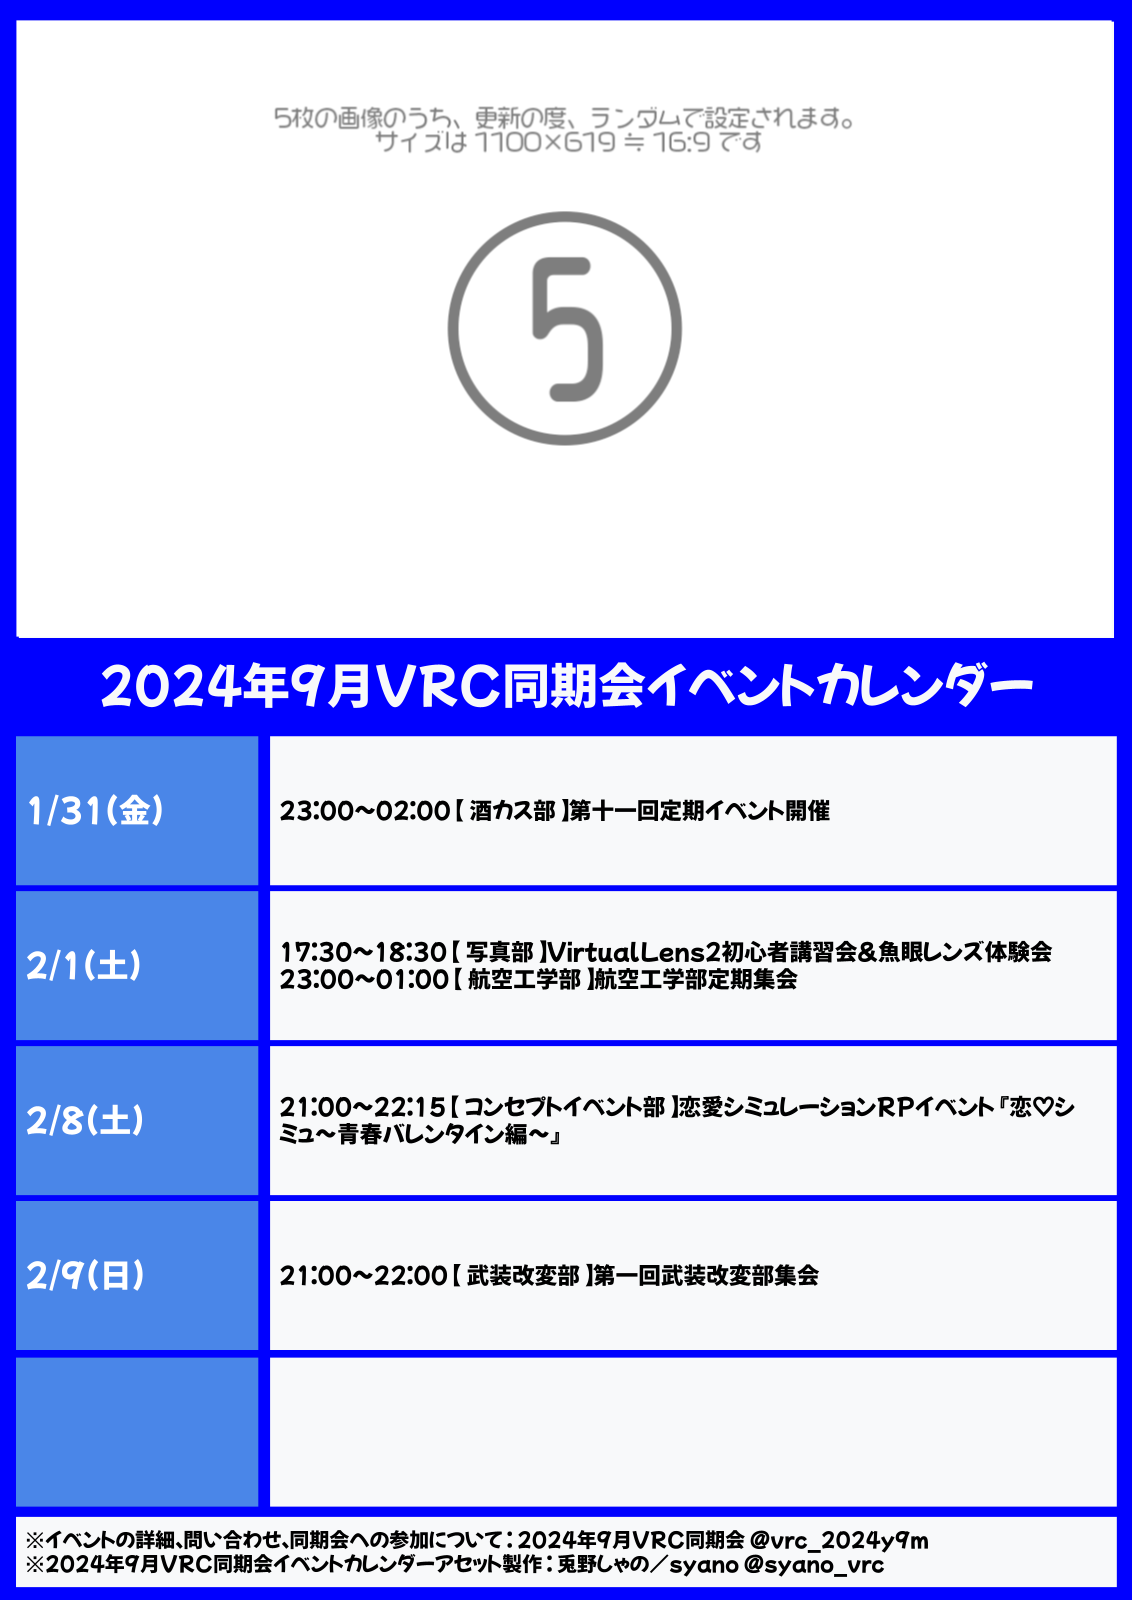 5枚の画像のうち、更新の度、ランダムで設定されます。
サイズは 1100×619 ≒ 16:9 です
5
2024年9月VRC同期会イベントカレンダー
1/31(金)
23:00～02:00【 酒カス部 】第十一回定期イベント開催
2/1(土)
17:30～18:30【 写真部 】VirtualLens2初心者講習会&魚眼レンズ体験会
23:00～01:00【 航空工学部 】航空工学部定期集会
2/8(土)
21:00～22:15【 コンセプトイベント部 】恋愛シミュレーションRPイベント『恋♡シ
ミュ～青春バレンタイン編～』
2/9(日)
21:00～22:00【 武装改変部 】第一回武装改変部集会
※イベントの詳細、問い合わせ、同期会への参加について：2024年9月VRC同期会 @vrc_2024y9m
※2024年9月VRC同期会イベントカレンダーアセット製作：兎野しゃの／syano @syano_vrc